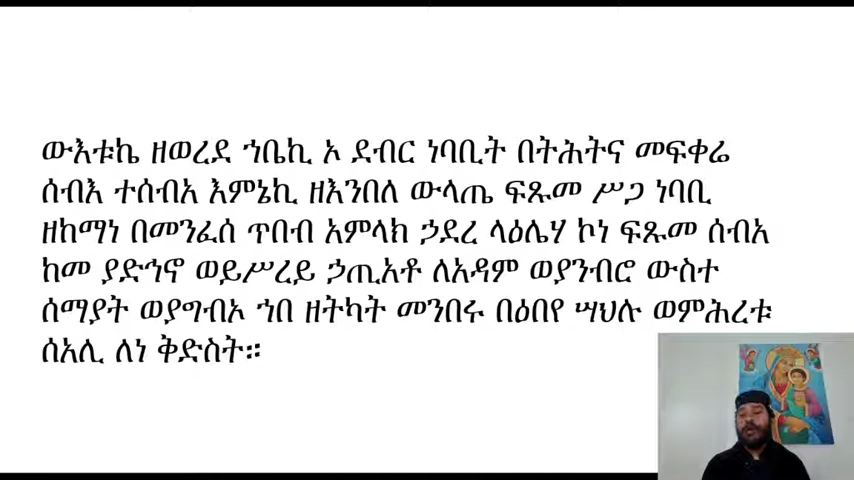 ውእቱኬ ዘወረደ ኀቤኪ ኦ ደብር ነባቢት በትሕትና መፍቀሬ
ሰብእ ተሰብአ እምኔኪ ዘእንበለ ውላጤ ፍጹመ ሥጋ ነባቢ
ዘከማነ በመንፈሰ ጥበብ አምላክ ኃደረ ላዕሌሃ ኮነ ፍጹመ ሰብአ
ከመ ያድኅኖ ወይሥረይ ኃጢአቶ ለአዳም ወያንብሮ ውስተ
ሰማያት ወያግብኦ ኀበ ዘትካት መንበሩ በዕበየ ሣህሉ ወምሕረቱ
ሰአሊ ለነ ቅድስት።